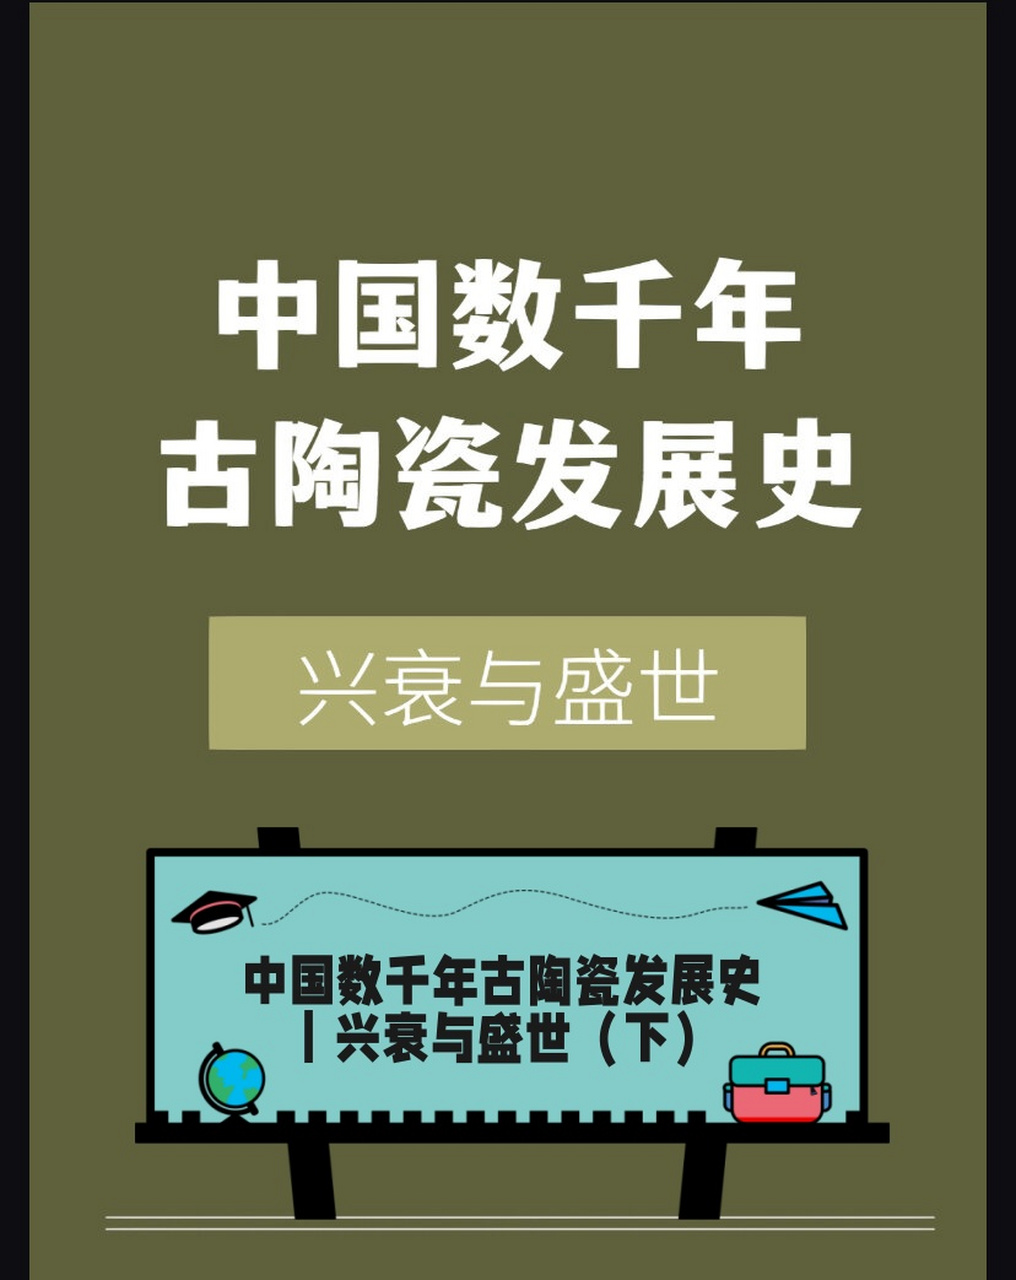 中国数千年
古陶瓷发展史
兴衰与盛世
中国数千年古陶瓷发展史
｜兴衰与盛世（下）